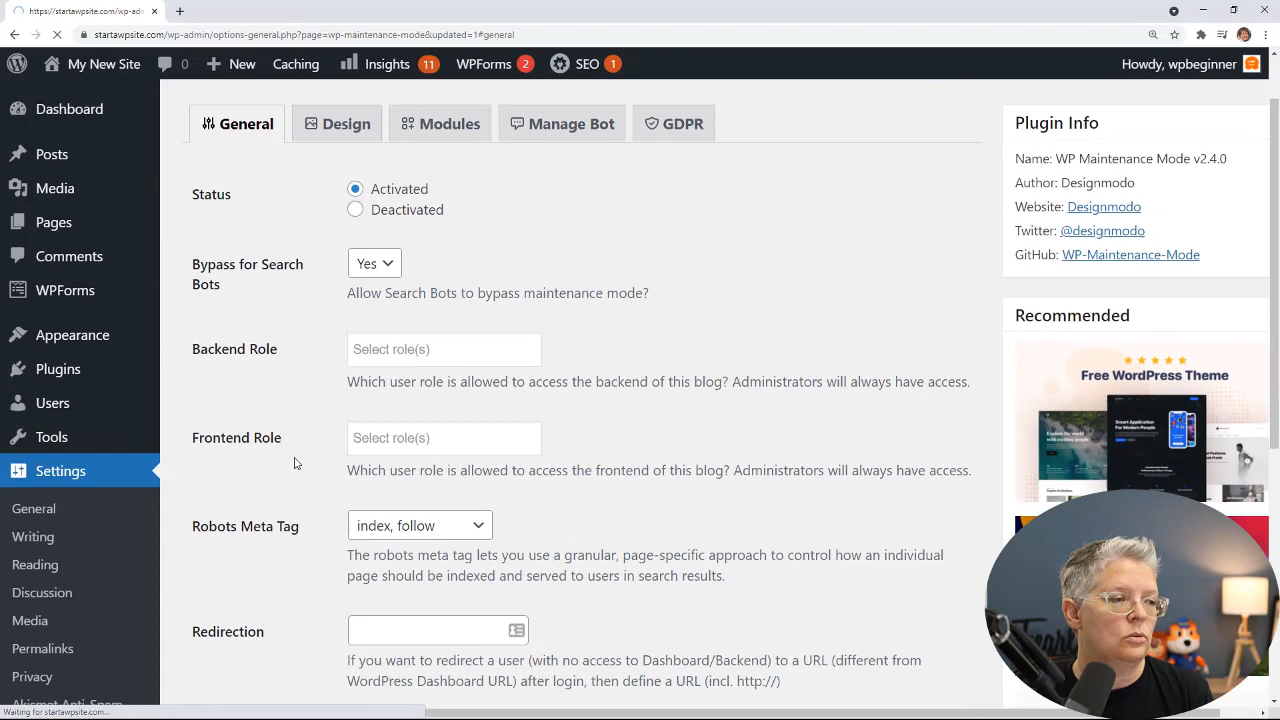 https://startawpsite.com/wp-adm
startawpsite.com/wp-admin/options-general.php?page=wp-maintenance-mode&updated=1#general
My New Site
0
New
Caching
Insights 11
WPForms 2
SEO 1
Howdy, wpbeginner
Dashboard
Posts
Media
Pages
Comments
WPForms
Appearance
Plugins
Users
Tools
Settings
General
Writing
Reading
Discussion
Media
Permalinks
Privacy
Akismet Anti-Spam
General
Design
Modules
Manage Bot
GDPR
Status
Activated
Deactivated
Bypass for Search
Bots
Yes
Allow Search Bots to bypass maintenance mode?
Backend Role
Select role(s)
Which user role is allowed to access the backend of this blog? Administrators will always have access.
Frontend Role
Select role(s)
Which user role is allowed to access the frontend of this blog? Administrators will always have access.
Robots Meta Tag
index, follow
The robots meta tag lets you use a granular, page-specific approach to control how an individual
page should be indexed and served to users in search results.
Redirection
If you want to redirect a user (with no access to Dashboard/Backend) to a URL (different from
WordPress Dashboard URL) after login, then define a URL (incl. http://)
Plugin Info
Name: WP Maintenance Mode v2.4.0
Author: Designmodo
Website: Designmodo
Twitter: @designmodo
GitHub: WP-Maintenance-Mode
Recommended
Free WordPress Theme
Waiting for startawpsite.com...